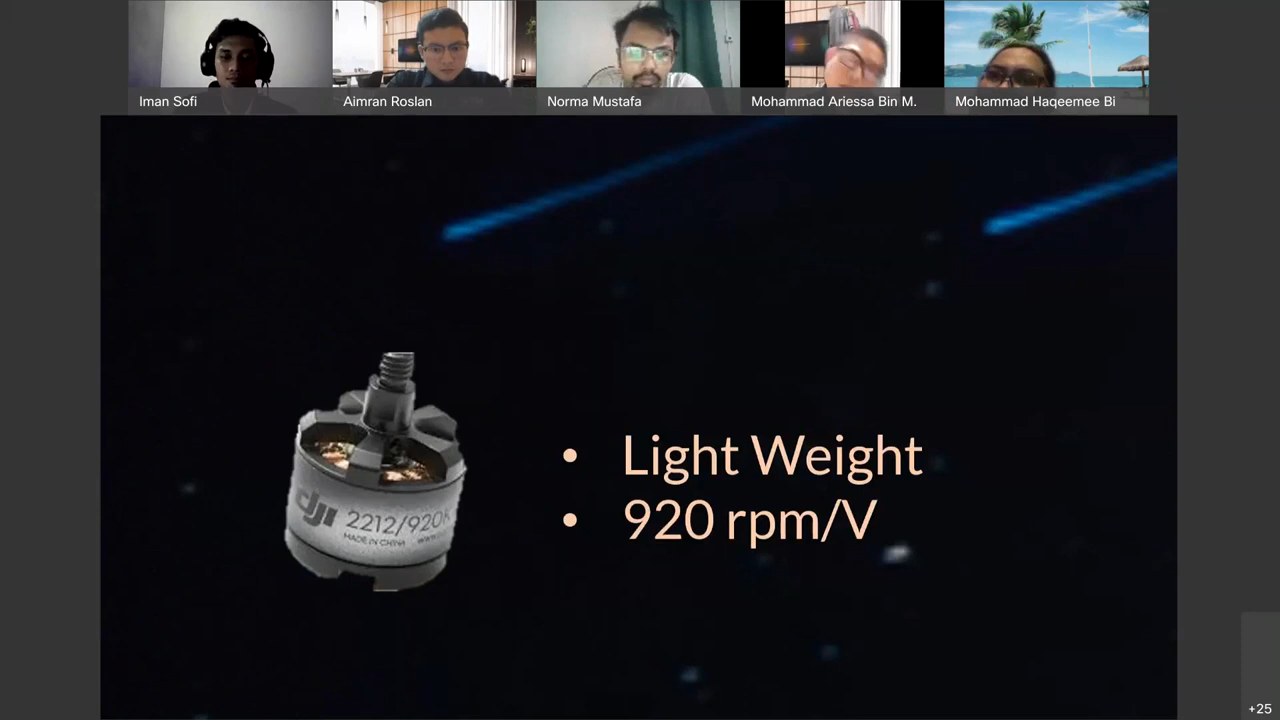 Iman Sofi
Aimran Roslan
Norma Mustafa
Mohammad Ariessa Bin M.
Mohammad Haqeemee Bi
• Light Weight
• 920 rpm/V
dji 2212/920K
MADE IN CHINA
+25